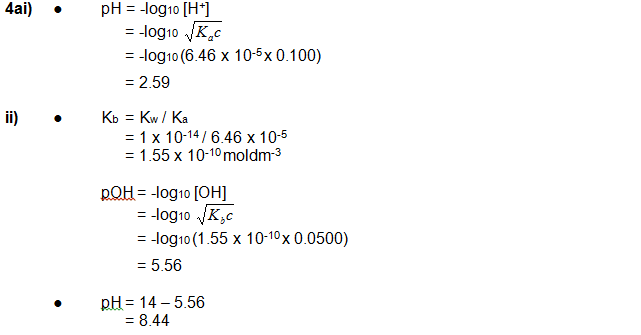 4ai) • pH = -log₁₀ [H⁺]
= -log₁₀ √Kₐc
= -log₁₀ (6.46 x 10⁻⁵ x 0.100)
= 2.59
ii) • Kb = Kw / Ka
= 1 x 10⁻¹⁴ / 6.46 x 10⁻⁵
= 1.55 x 10⁻¹⁰ moldm⁻³
pOH = -log₁₀ [OH]
= -log₁₀ √K_bc
= -log₁₀ (1.55 x 10⁻¹⁰ x 0.0500)
= 5.56
• pH = 14 – 5.56
= 8.44